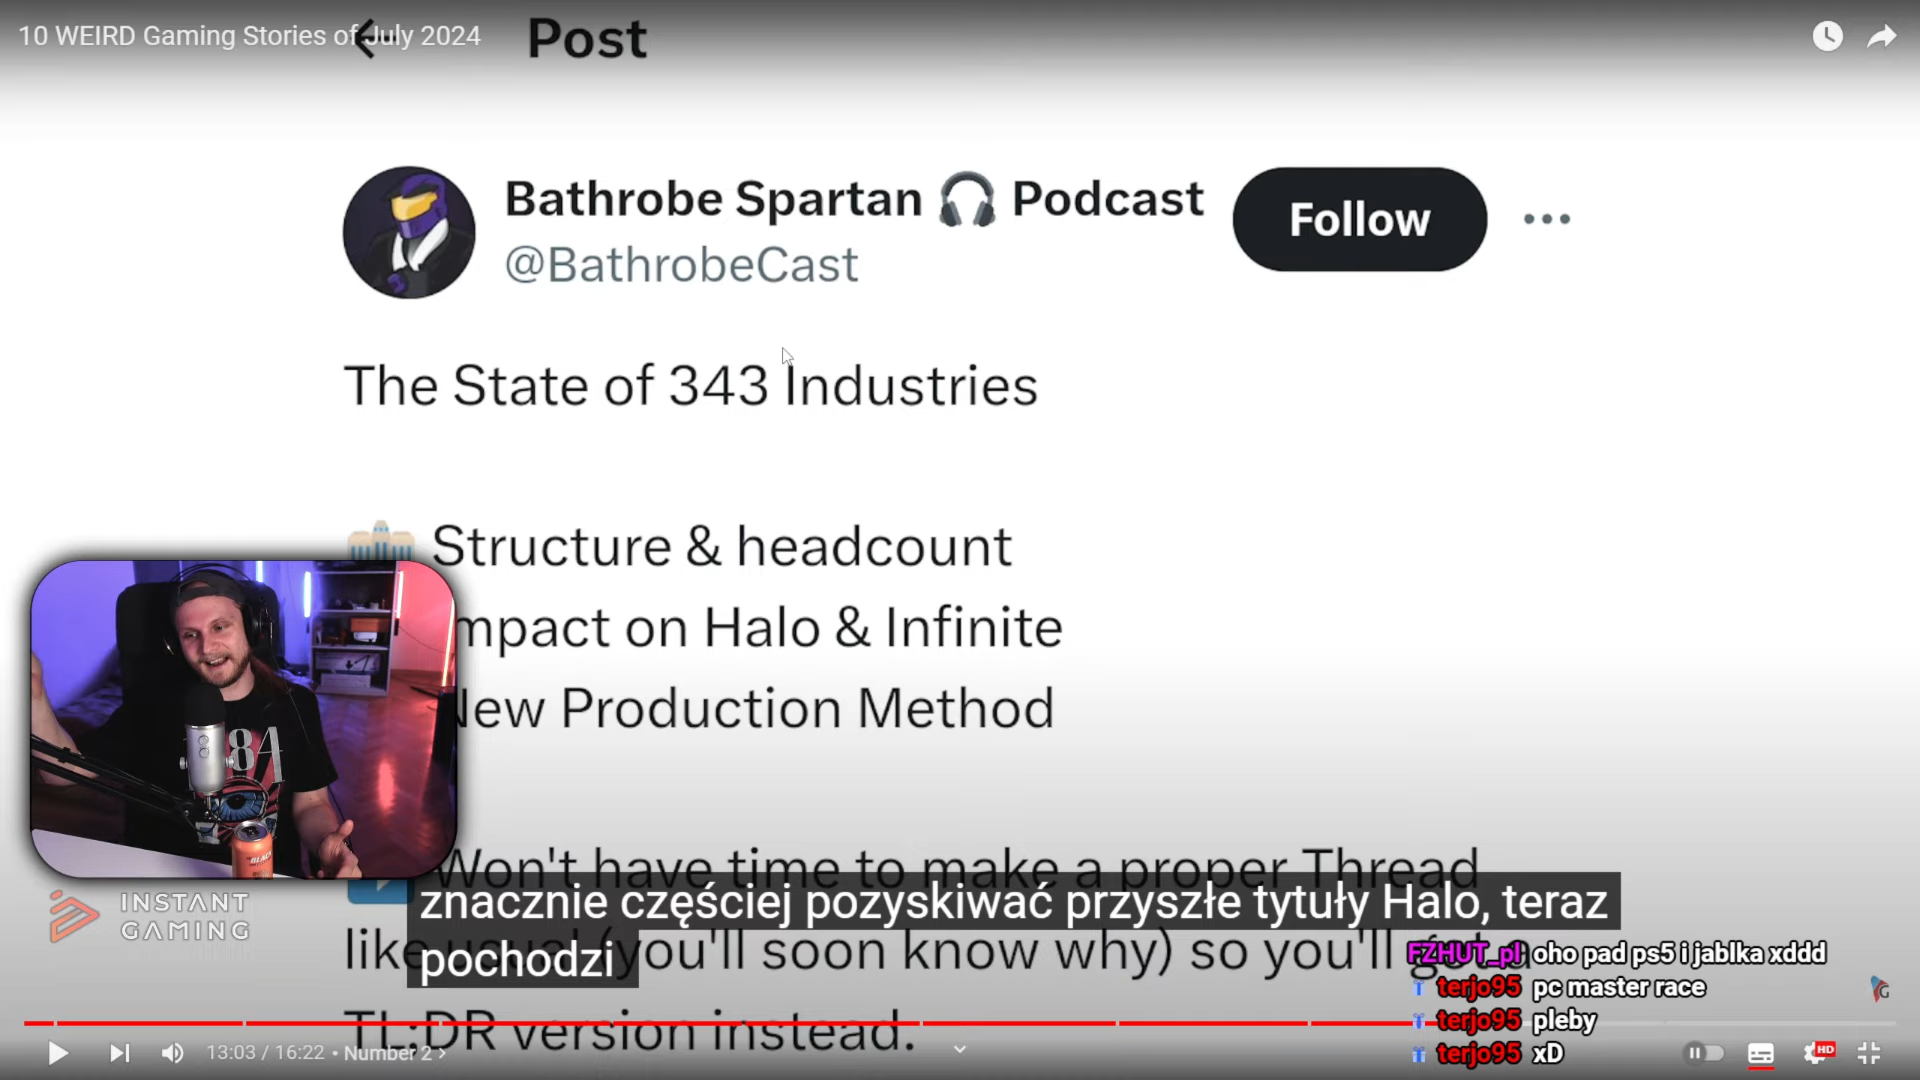 10 WEIRD Gaming Stories of July 2024
Post
Bathrobe Spartan 🎧 Podcast
@BathrobeCast
Follow
The State of 343 Industries
Structure & headcount
mpact on Halo & Infinite
New Production Method
Won't have time to make a proper Thread
like usual (you'll soon know why) so you'll get a
TL;DR version instead.
znacznie częściej pozyskiwać przyszłe tytuły Halo, teraz
pochodzi
84
BLACK
INSTANT
GAMING
FZHUT_pl: oho pad ps5 i jablka xddd
terjo95 pc master race
terjo95 pleby
terjo95 xD
13:03 / 16:22 • Number 2 >
HD